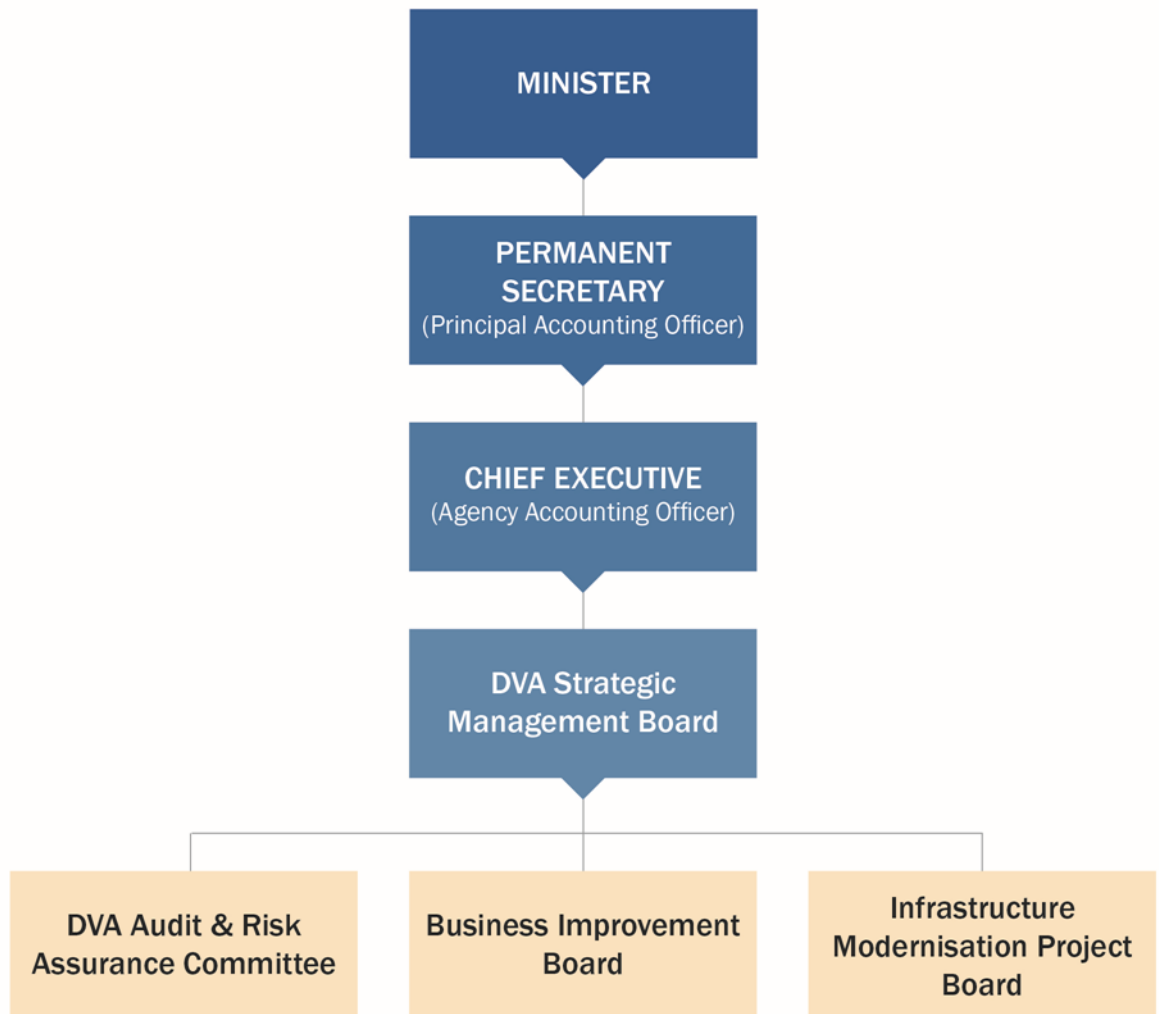 MINISTER
PERMANENT
SECRETARY
(Principal Accounting Officer)
CHIEF EXECUTIVE
(Agency Accounting Officer)
DVA Strategic
Management Board
DVA Audit & Risk
Assurance Committee
Business Improvement
Board
Infrastructure
Modernisation Project
Board